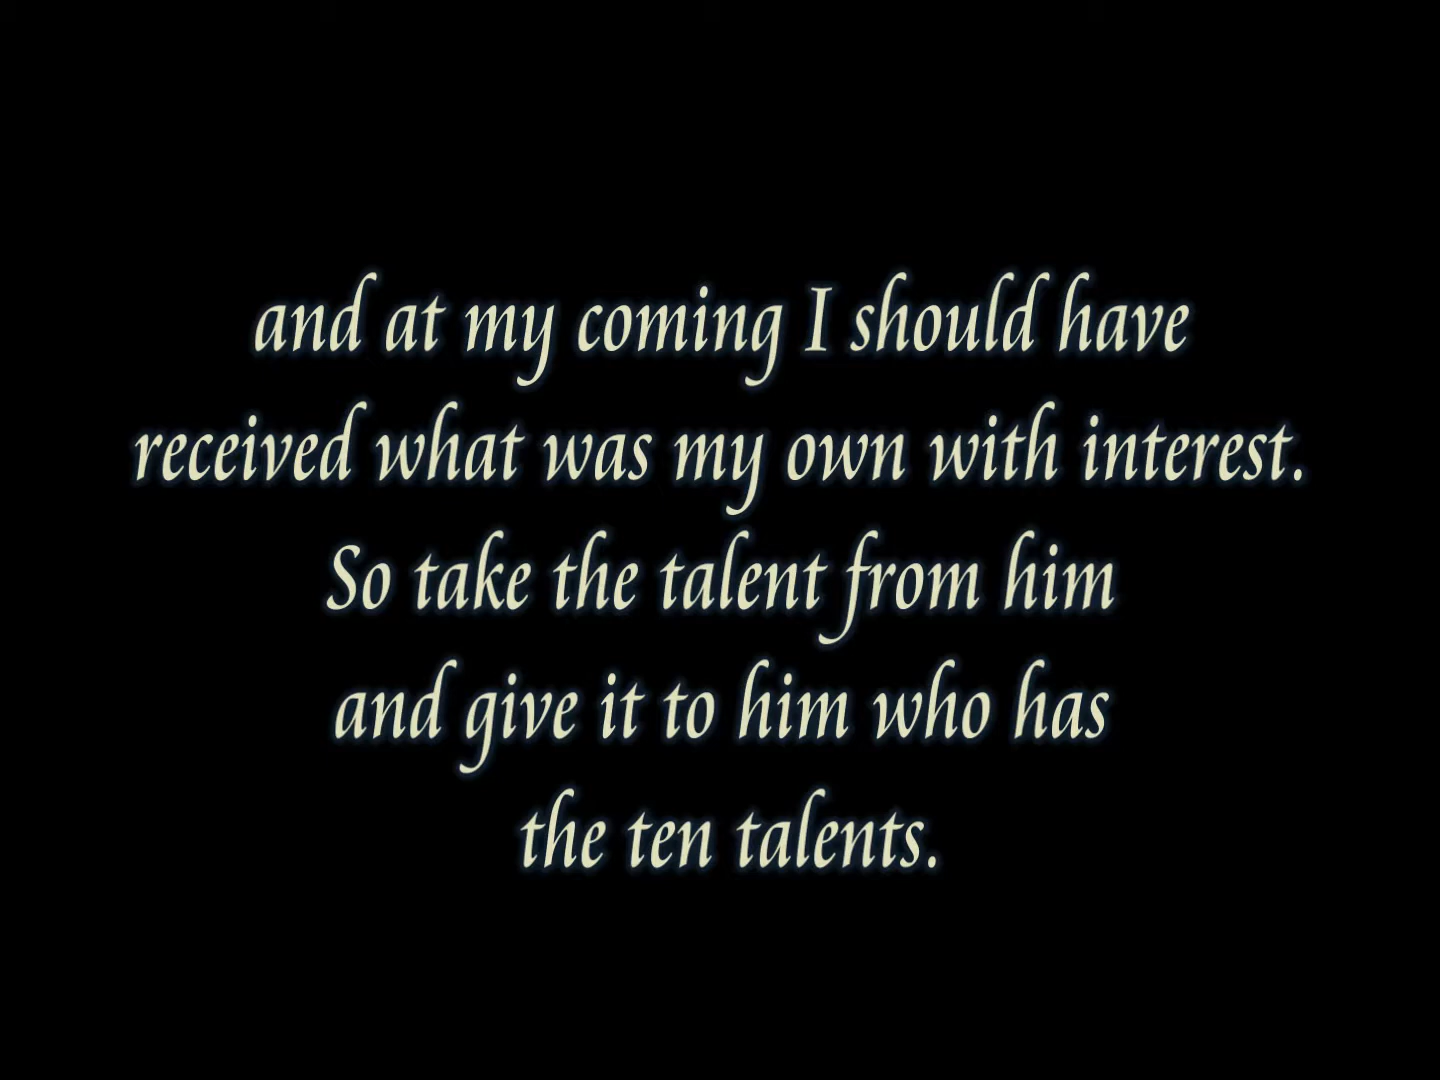 and at my coming I should have
received what was my own with interest.
So take the talent from him
and give it to him who has
the ten talents.